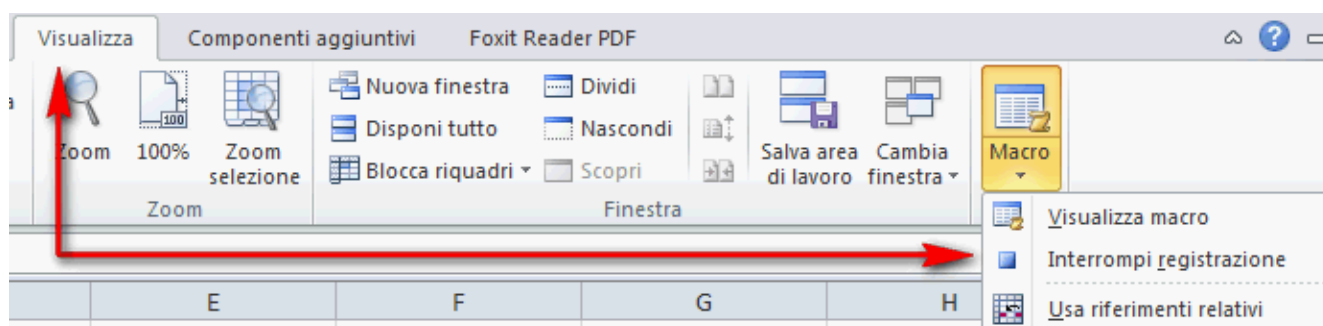 Visualizza Componenti aggiuntivi Foxit Reader PDF
Nuova finestra Dividi
100
Disponi tutto Nascondi
Zoom 100% Zoom selezione
Blocca riquadri Scopri
Salva area di lavoro
Cambia finestra
Macro
Zoom Finestra
Visualizza macro
Interrompi registrazione
E F G H
Usa riferimenti relativi